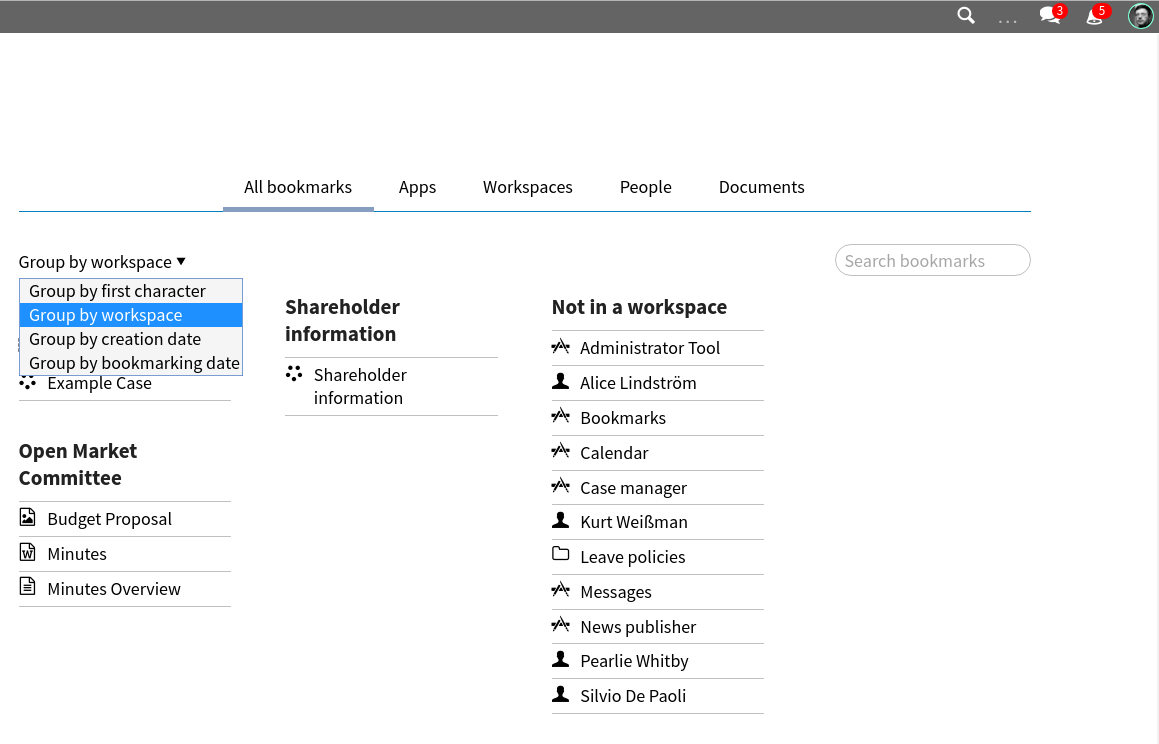 ...
3
5
All bookmarks
Apps
Workspaces
People
Documents
Group by workspace
Search bookmarks
Group by first character
Group by workspace
Group by creation date
Group by bookmarking date
Example Case
Open Market
Committee
Budget Proposal
Minutes
Minutes Overview
Shareholder
information
Shareholder
information
Not in a workspace
Administrator Tool
Alice Lindström
Bookmarks
Calendar
Case manager
Kurt Weißman
Leave policies
Messages
News publisher
Pearlie Whitby
Silvio De Paoli